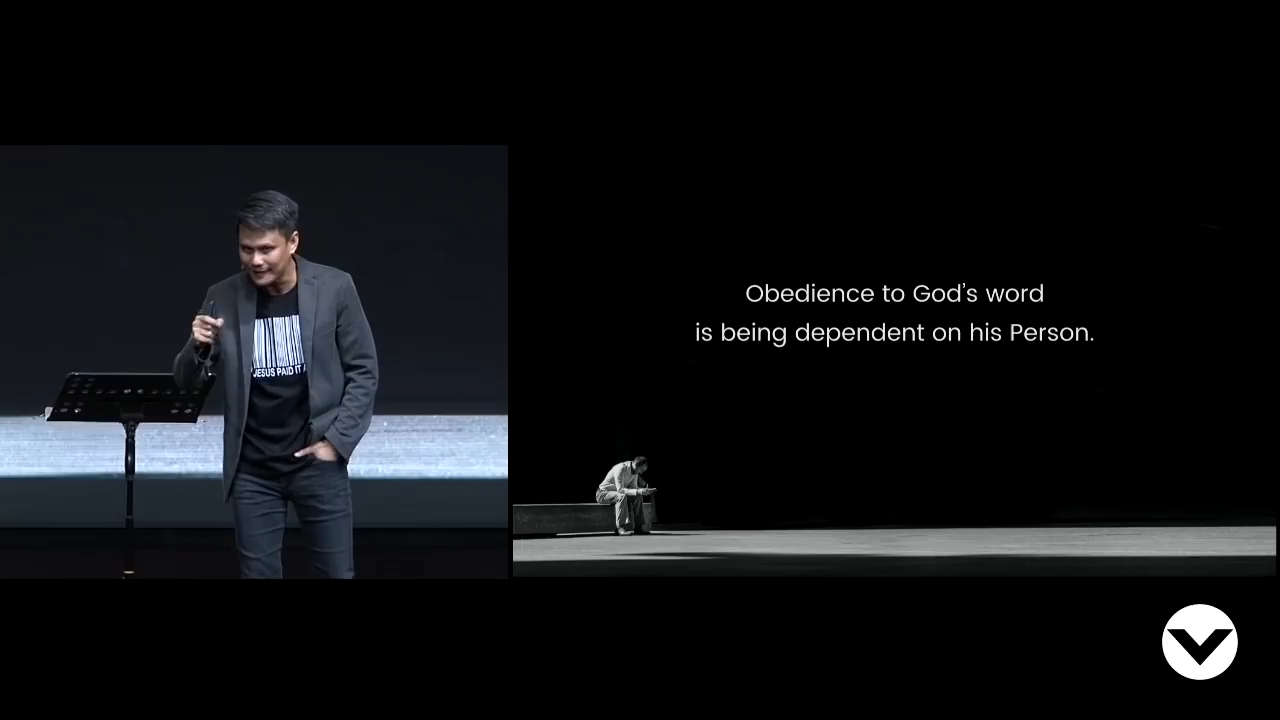 JESUS PAID IT
Obedience to God’s word
is being dependent on his Person.